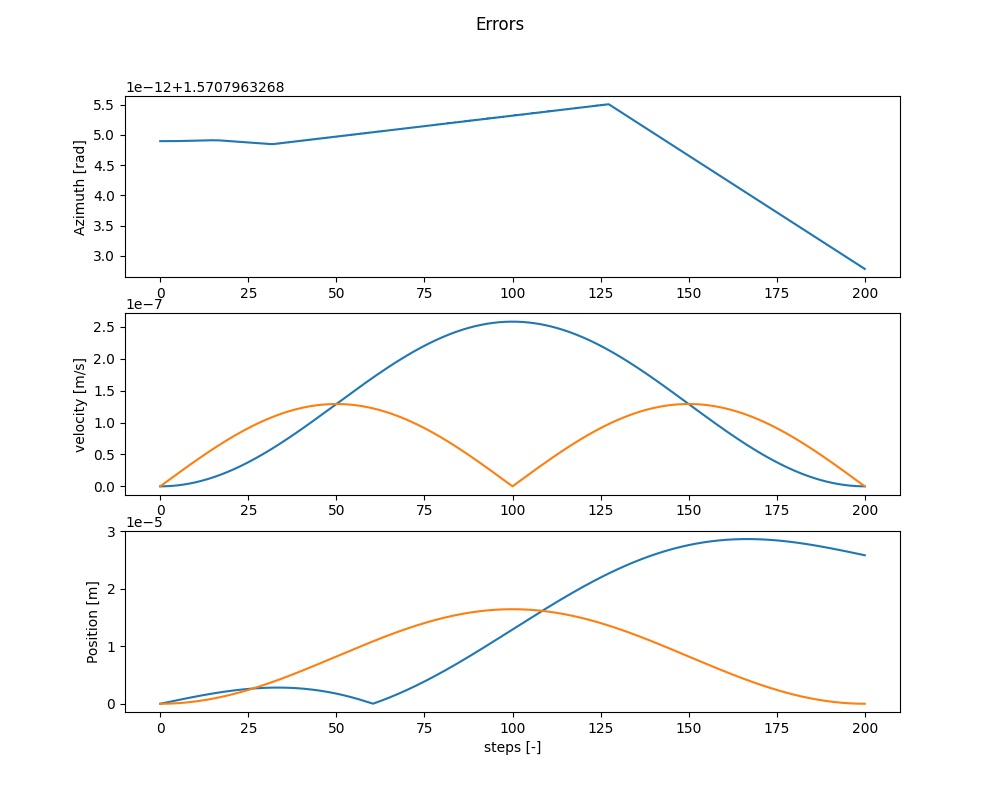 Errors
1e−12+1.5707963268
5.5
5.0
4.5
4.0
3.5
3.0
Azimuth [rad]
0 25 50 75 100 125 150 175 200
1e−7
2.5
2.0
1.5
1.0
0.5
0.0
velocity [m/s]
0 25 50 75 100 125 150 175 200
1e−5
3
2
1
0
Position [m]
0 25 50 75 100 125 150 175 200
steps [-]